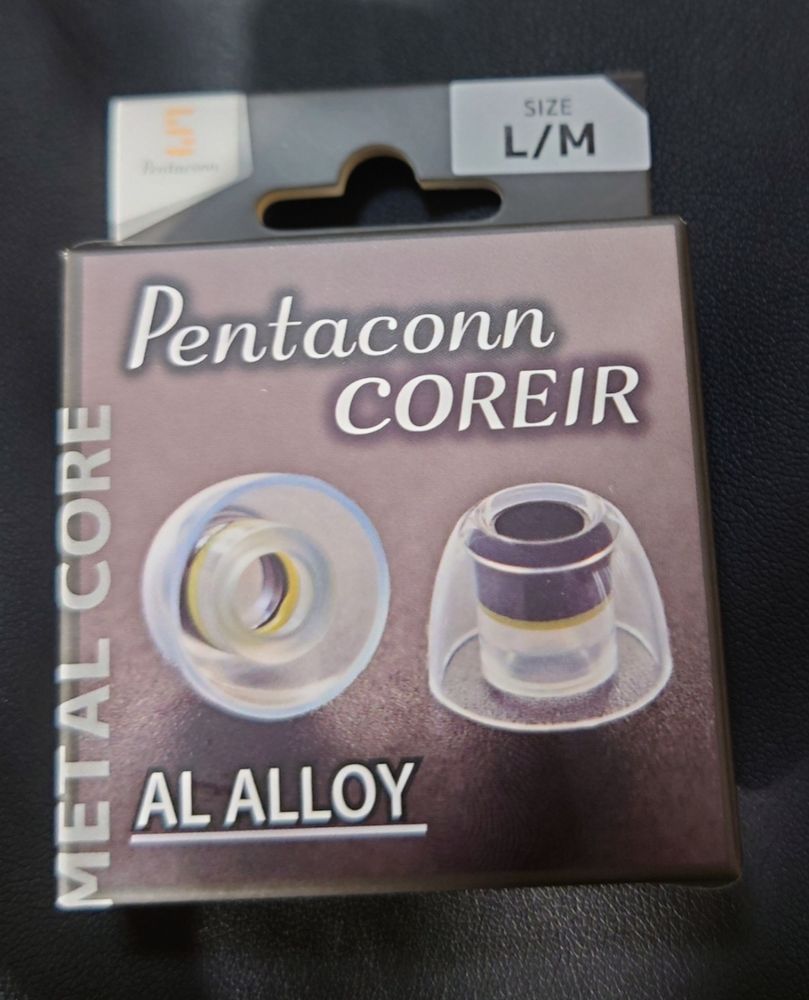 Pentaconn
SIZE
L/M
Pentaconn
COREIR
METAL CORE
AL ALLOY